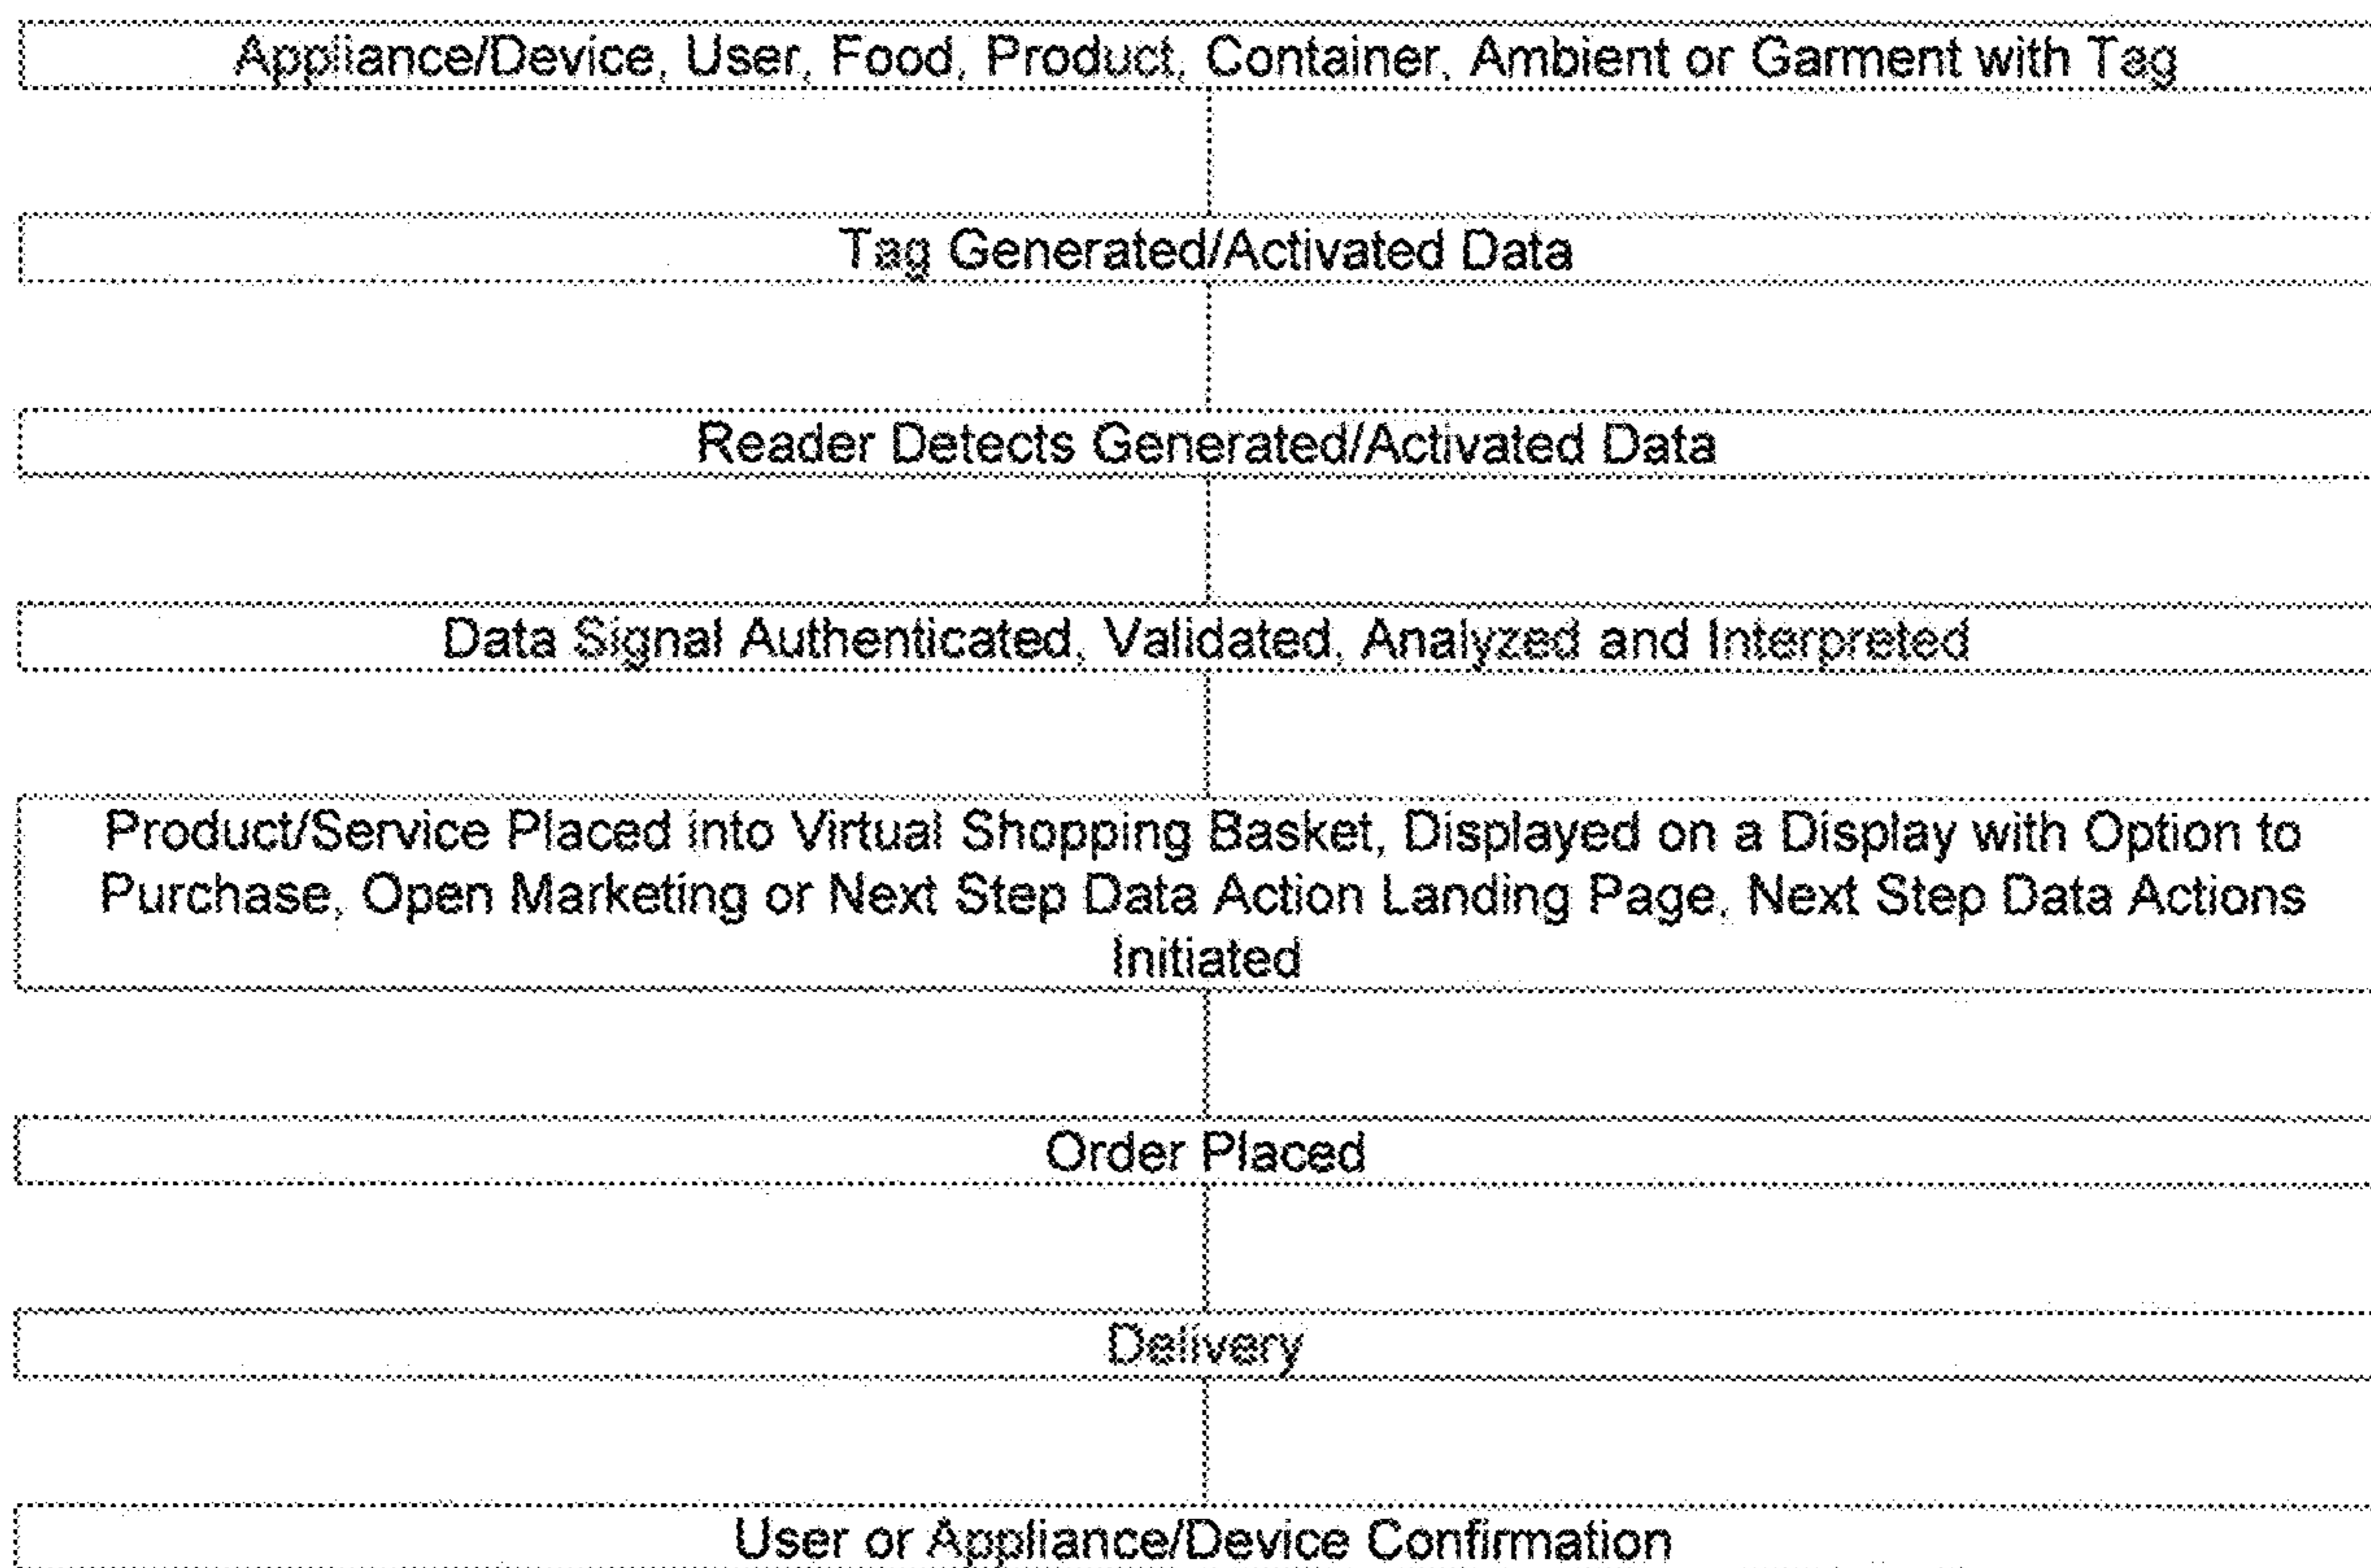 Appliance/Device, User, Food, Product, Container, Ambient or Garment with Tag
Tag Generated/Activated Data
Reader Detects Generated/Activated Data
Data Signal Authenticated, Validated, Analyzed and Interpreted
Product/Service Placed into Virtual Shopping Basket, Displayed on a Display with Option to
Purchase, Open Marketing or Next Step Data Action Landing Page, Next Step Data Actions
Initiated
Order Placed
Delivery
User or Appliance/Device Confirmation